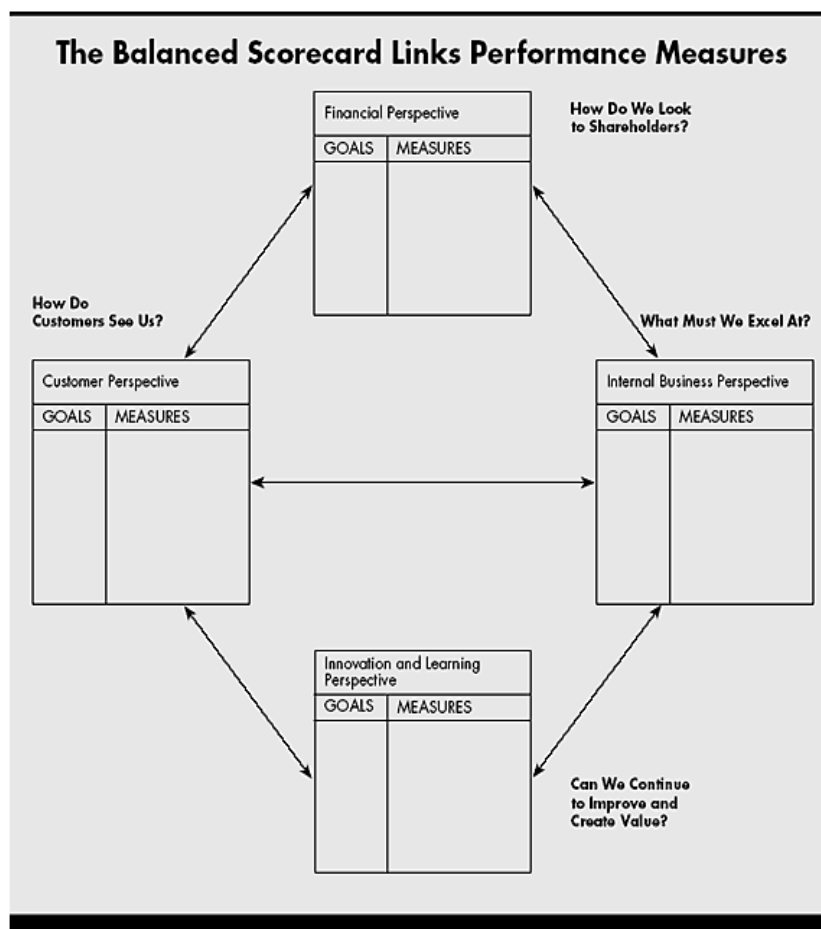 The Balanced Scorecard Links Performance Measures
Financial Perspective
GOALS MEASURES
How Do We Look
to Shareholders?
How Do
Customers See Us?
Customer Perspective
GOALS MEASURES
What Must We Excel At?
Internal Business Perspective
GOALS MEASURES
Innovation and Learning
Perspective
GOALS MEASURES
Can We Continue
to Improve and
Create Value?